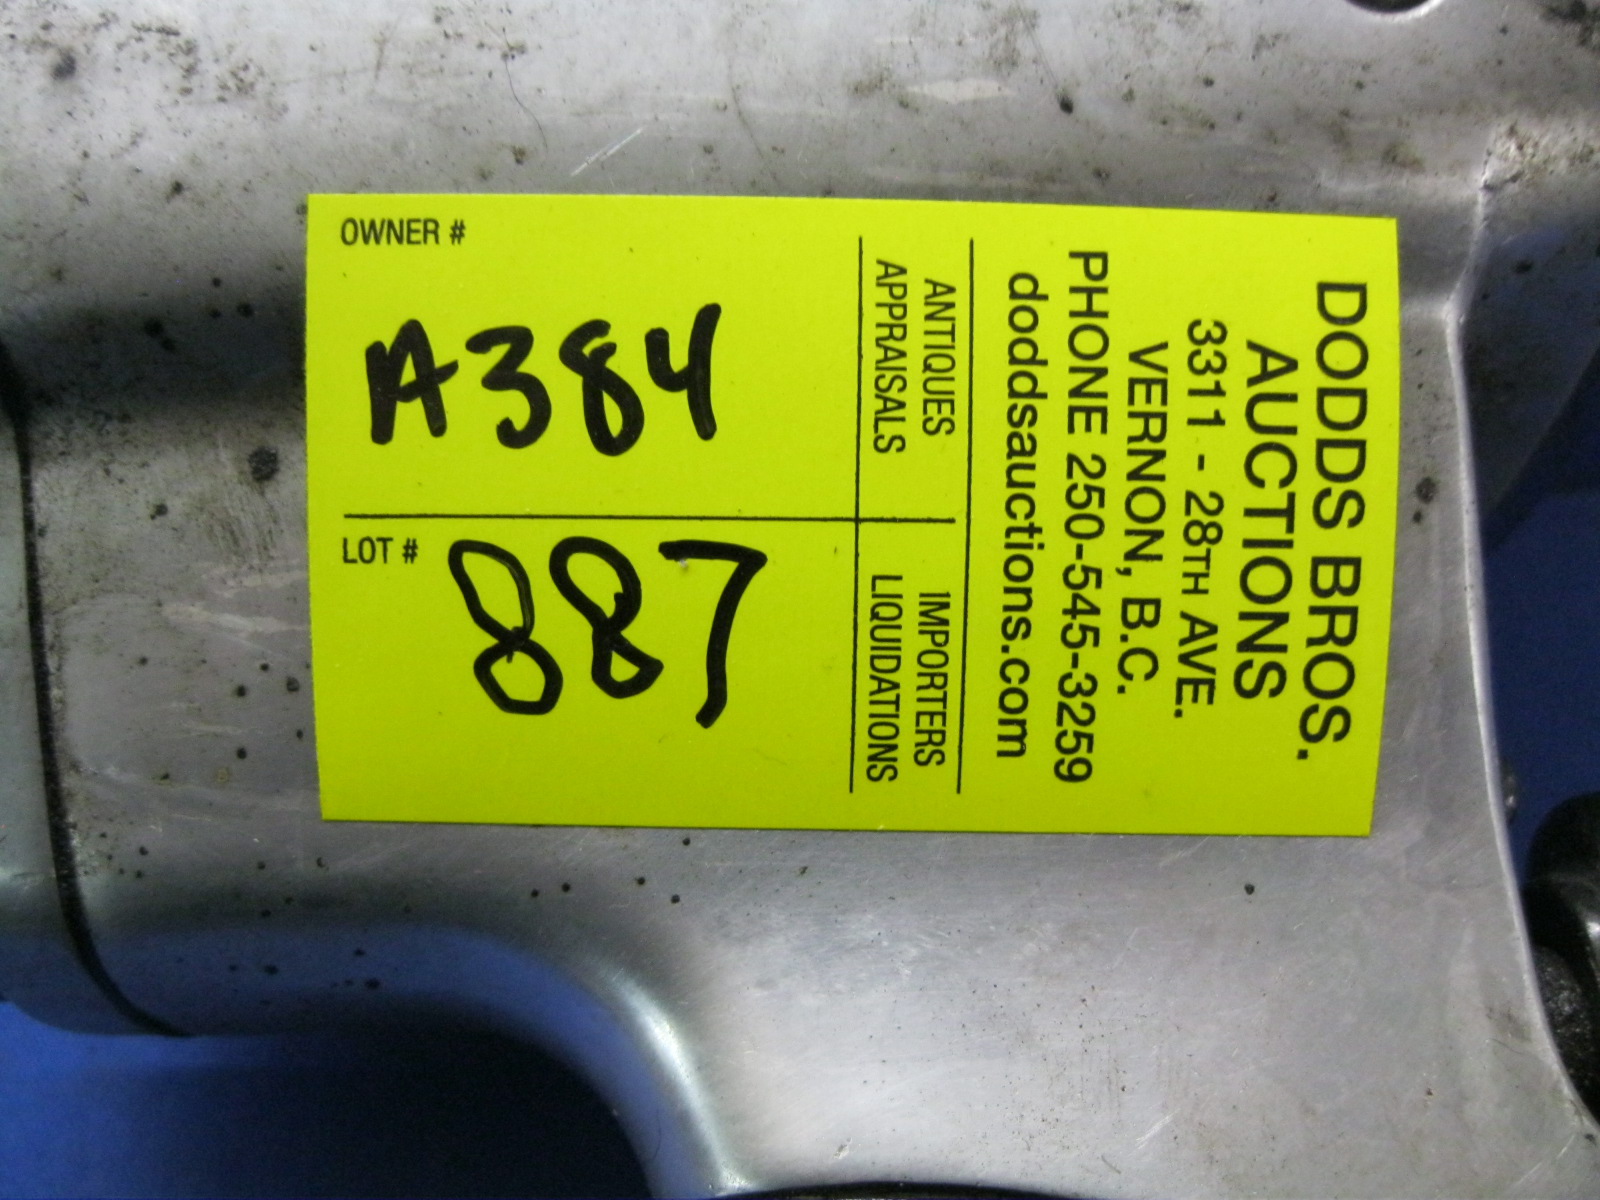 DODDS BROS.
AUCTIONS
3311 - 28TH AVE.
VERNON, B.C.
PHONE 250-545-3259
doddsauctions.com
ANTIQUES
APPRAISALS
IMPORTERS
LIQUIDATIONS
OWNER #
A384
LOT #
887